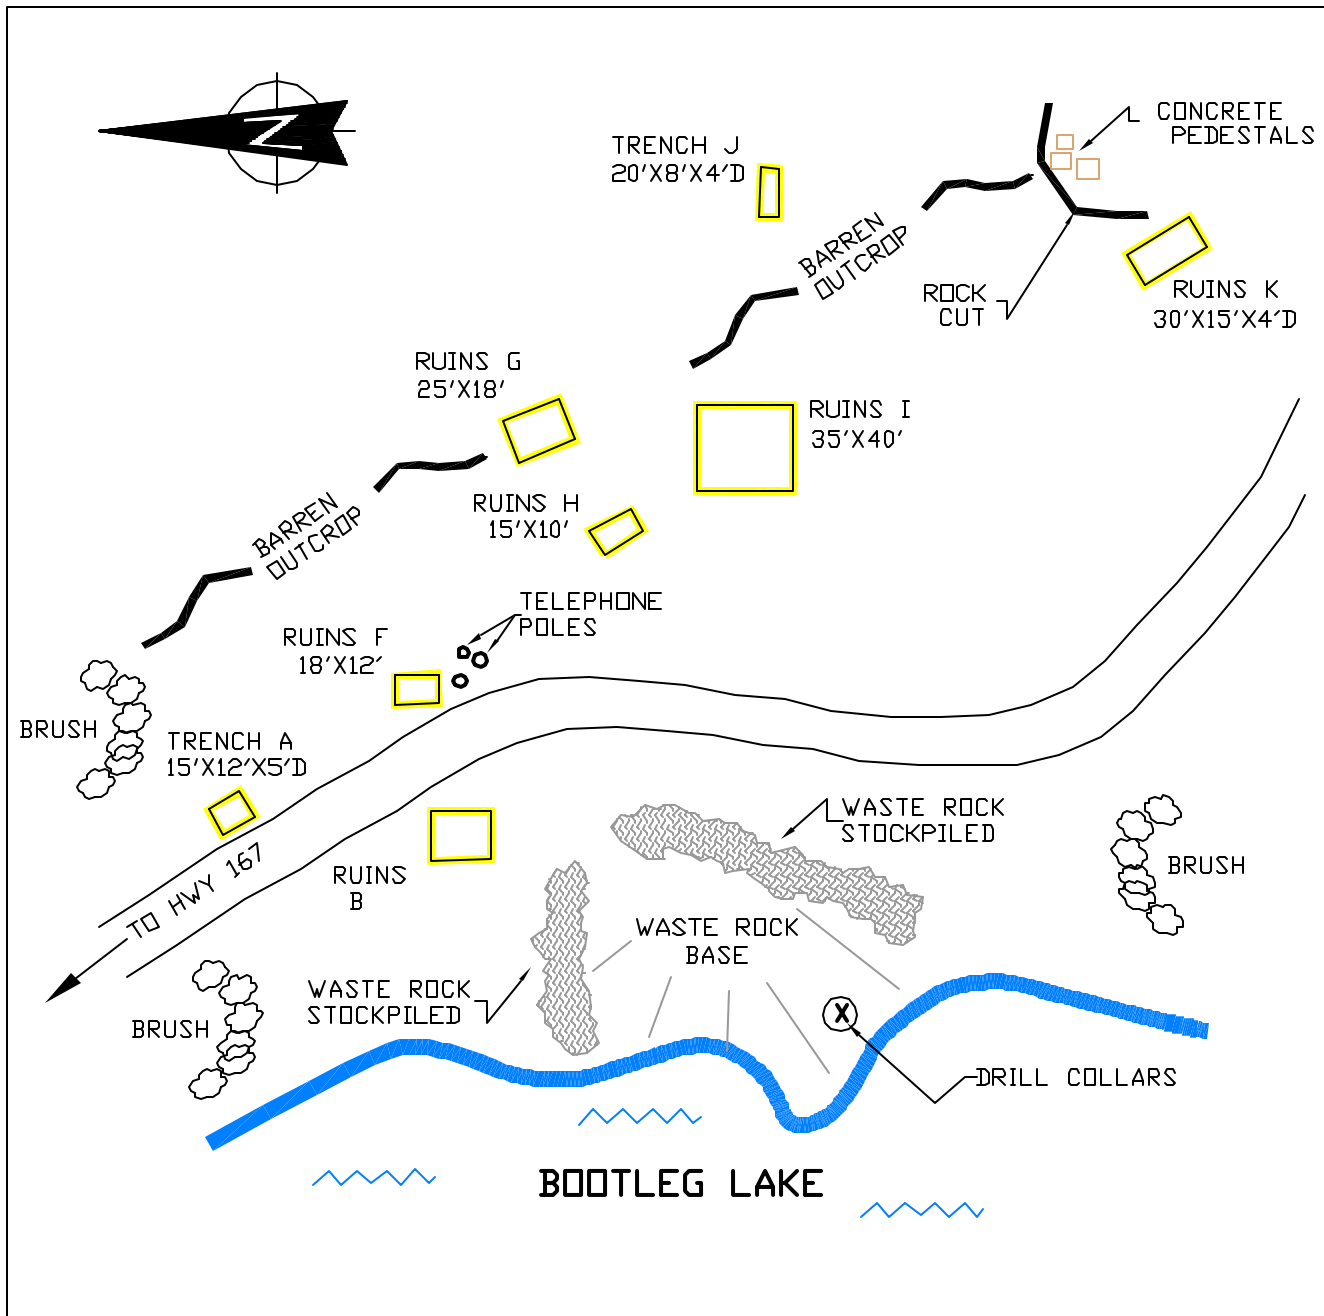 Z
CONCRETE
PEDESTALS
TRENCH J
20'X8'X4'D
BARREN
OUTCROP
ROCK
CUT
RUINS K
30'X15'X4'D
RUINS G
25'X18'
RUINS I
35'X40'
RUINS H
15'X10'
BARREN
OUTCROP
TELEPHONE
POLES
RUINS F
18'X12'
BRUSH
TRENCH A
15'X12'X5'D
WASTE ROCK
STOCKPILED
TO HWY 167
RUINS
B
BRUSH
WASTE ROCK
BASE
WASTE ROCK
STOCKPILED
BRUSH
X
DRILL COLLARS
BOOTLEG LAKE